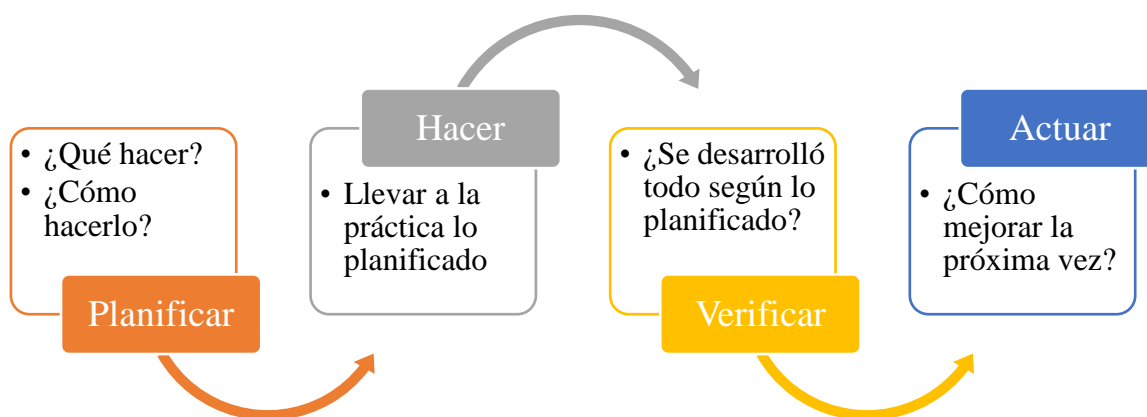 • ¿Qué hacer?
• ¿Cómo
hacerlo?
Planificar
Hacer
• Llevar a la
práctica lo
planificado
• ¿Se desarrolló
todo según lo
planificado?
Verificar
Actuar
• ¿Cómo
mejorar la
próxima vez?